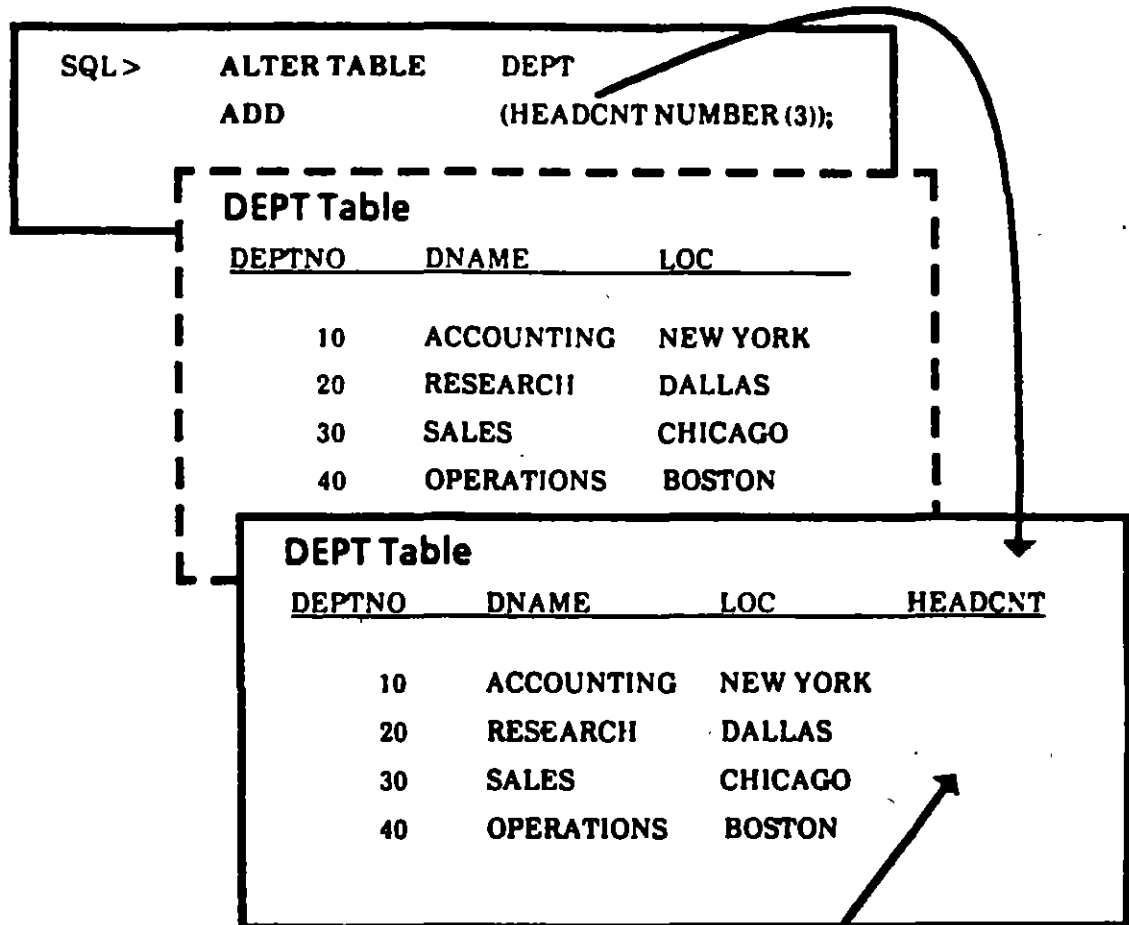 SQL> ALTER TABLE DEPT
ADD (HEADCNT NUMBER (3));
DEPT Table
DEPTNO DNAME LOC
10 ACCOUNTING NEW YORK
20 RESEARCH DALLAS
30 SALES CHICAGO
40 OPERATIONS BOSTON
DEPT Table
DEPTNO DNAME LOC HEADCNT
10 ACCOUNTING NEW YORK
20 RESEARCH DALLAS
30 SALES CHICAGO
40 OPERATIONS BOSTON